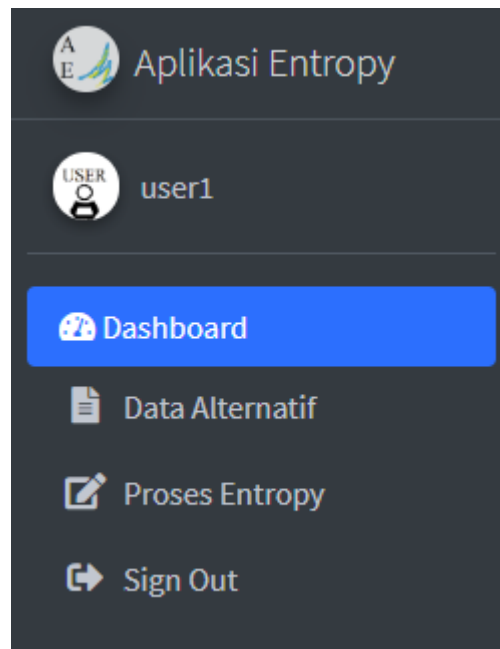 A
E
Aplikasi Entropy
USER
user1
Dashboard
Data Alternatif
Proses Entropy
Sign Out